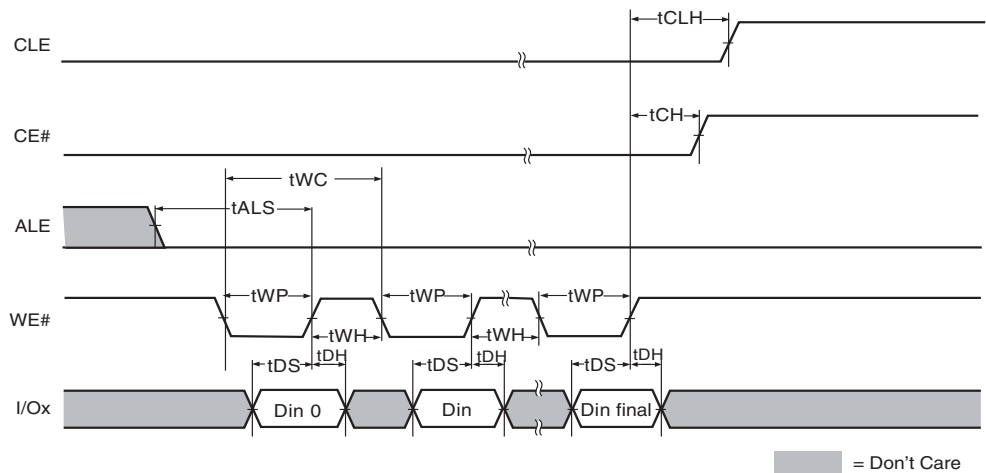 tCLH
CLE
tCH
CE#
tWC
tALS
ALE
tWP tWP tWP
WE#
tWH tWH
tDS tDH tDS tDH tDS tDH
I/Ox Din 0 Din Din final
= Don't Care